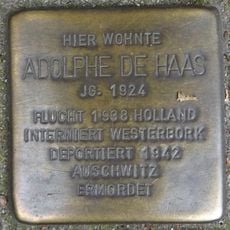 HIER WOHNTE
ADOLPHE DE HAAS
JG. 1924
FLUCHT 1938 HOLLAND
INTERNIERT WESTERBORK
DEPORTIERT 1942
AUSCHWITZ
ERMORDET